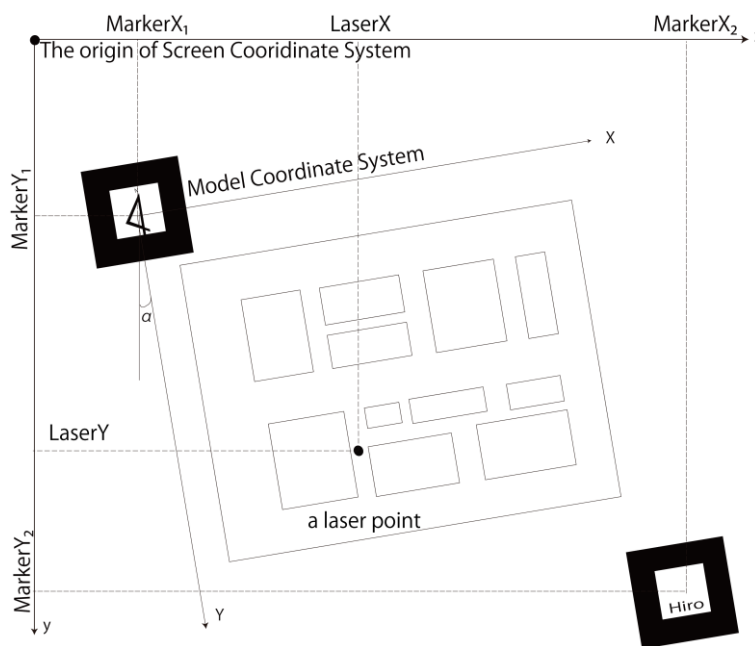 MarkerX₁
LaserX
MarkerX₂
The origin of Screen Cooridinate System
X
Model Coordinate System
MarkerY₁
α
LaserY
a laser point
MarkerY₂
Hiro
Y
y